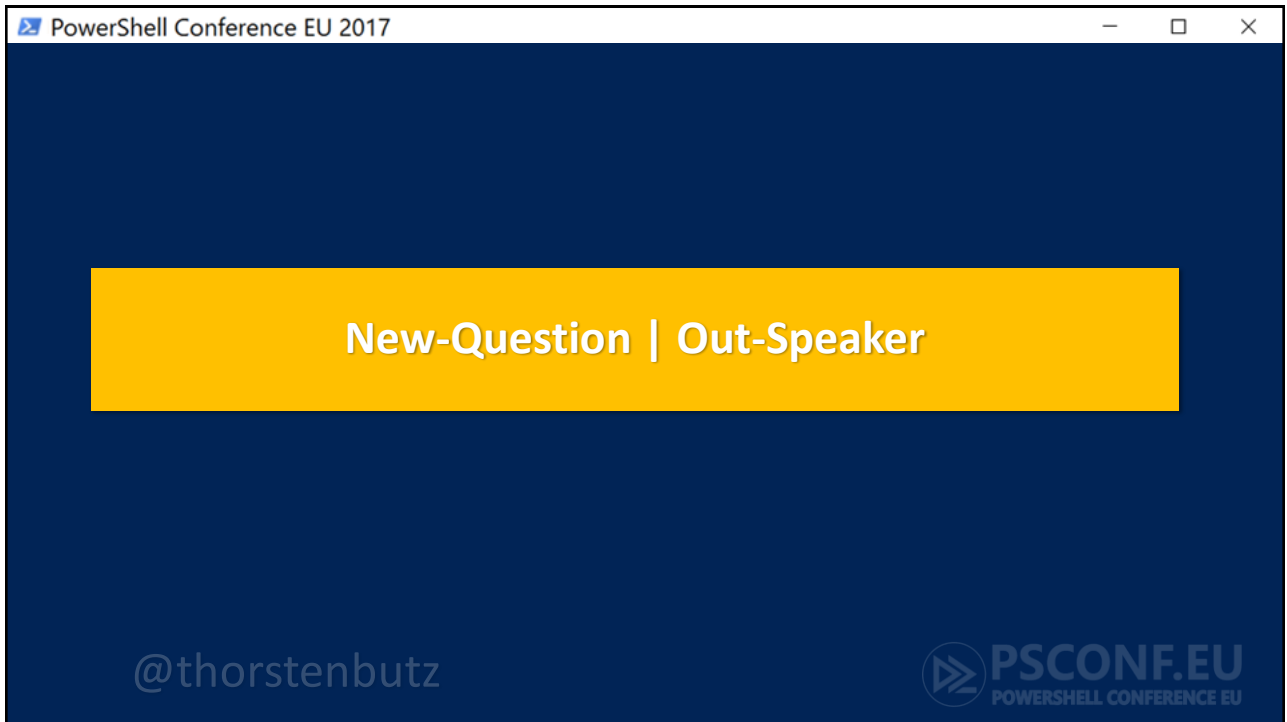 PowerShell Conference EU 2017
New-Question | Out-Speaker
@thorstenbutz
PSCONF.EU
POWERSHELL CONFERENCE EU